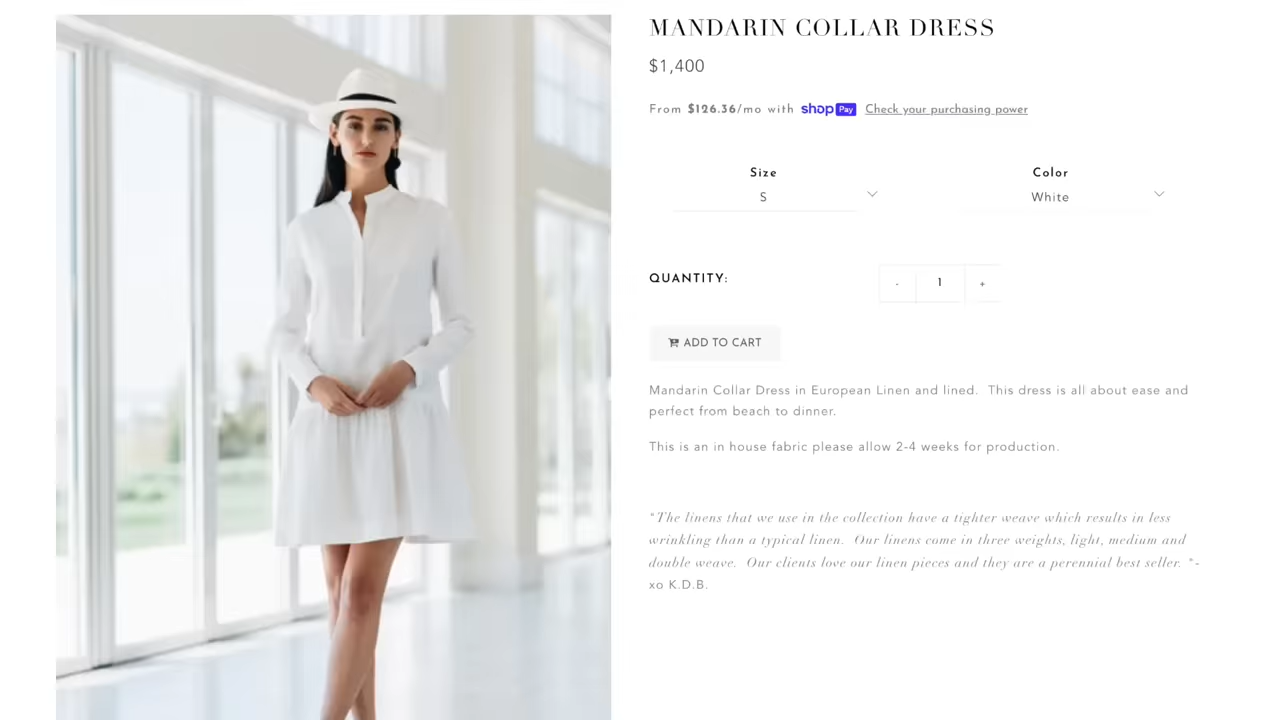 MANDARIN COLLAR DRESS
$1,400
From $126.36/mo with shop Pay Check your purchasing power
Size
S
Color
White
QUANTITY:
- 1 +
ADD TO CART
Mandarin Collar Dress in European Linen and lined.  This dress is all about ease and
perfect from beach to dinner.
This is an in house fabric please allow 2-4 weeks for production.
"The linens that we use in the collection have a tighter weave which results in less
wrinkling than a typical linen.  Our linens come in three weights, light, medium and
double weave.  Our clients love our linen pieces and they are a perennial best seller. "-
xo K.D.B.